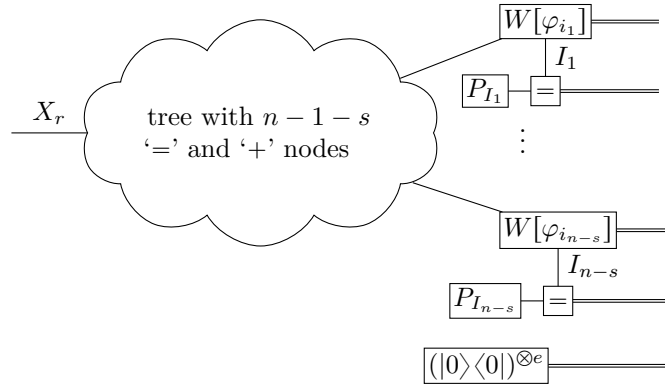 W[φ_{i_1}]
I_1
P_{I_1}
=
X_r
tree with n − 1 − s
‘=’ and ‘+’ nodes
⋮
W[φ_{i_{n−s}}]
I_{n−s}
P_{I_{n−s}}
=
(|0⟩⟨0|)^{⊗e}